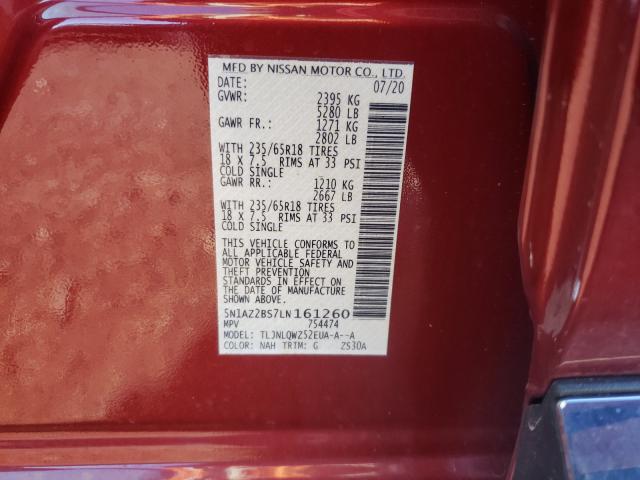 MFD BY NISSAN MOTOR CO., LTD.
DATE: 07/20
GVWR: 2395 KG
5280 LB
GAWR FR.: 1271 KG
2802 LB
WITH 235/65R18 TIRES
18 X 7.5 RIMS AT 33 PSI
COLD SINGLE
GAWR RR.: 1210 KG
2667 LB
WITH 235/65R18 TIRES
18 X 7.5 RIMS AT 33 PSI
COLD SINGLE
THIS VEHICLE CONFORMS TO
ALL APPLICABLE FEDERAL
MOTOR VEHICLE SAFETY AND
THEFT PREVENTION
STANDARDS IN EFFECT ON THE
DATE OF MANUFACTURE
SHOWN ABOVE.
5N1AZ2BS7LN161260
MPV 754474
TYPE: TLJNLQWZ52EUA-A--A
COLOR: NAH TRIM: G ZS30A